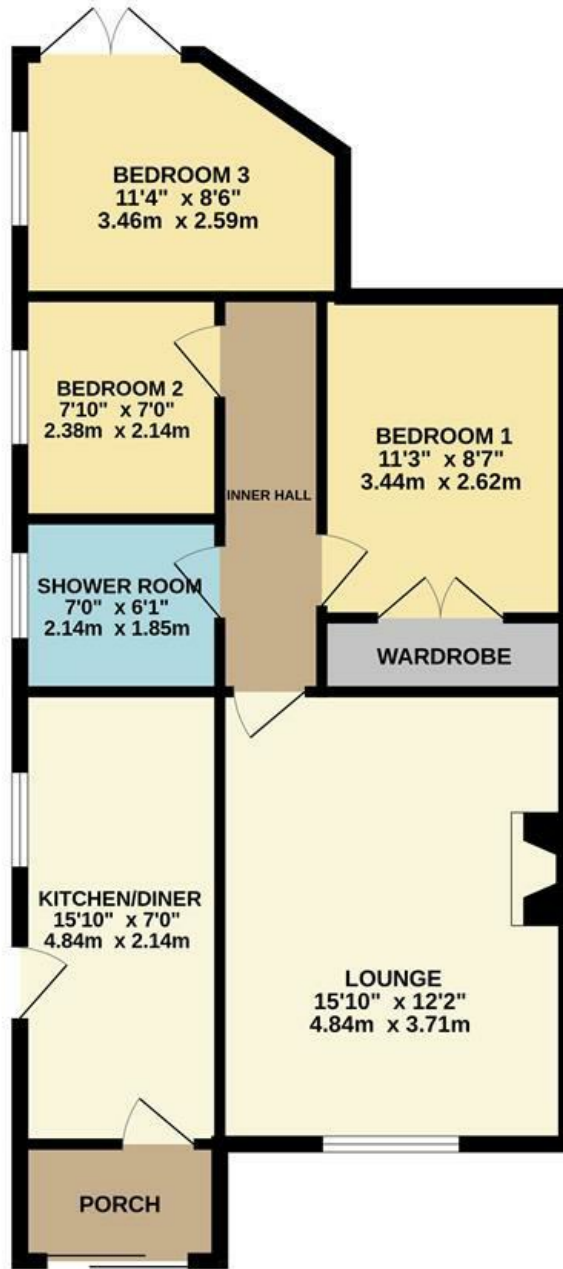 BEDROOM 3
11'4" x 8'6"
3.46m x 2.59m
BEDROOM 2
7'10" x 7'0"
2.38m x 2.14m
INNER HALL
BEDROOM 1
11'3" x 8'7"
3.44m x 2.62m
SHOWER ROOM
7'0" x 6'1"
2.14m x 1.85m
WARDROBE
KITCHEN/DINER
15'10" x 7'0"
4.84m x 2.14m
LOUNGE
15'10" x 12'2"
4.84m x 3.71m
PORCH